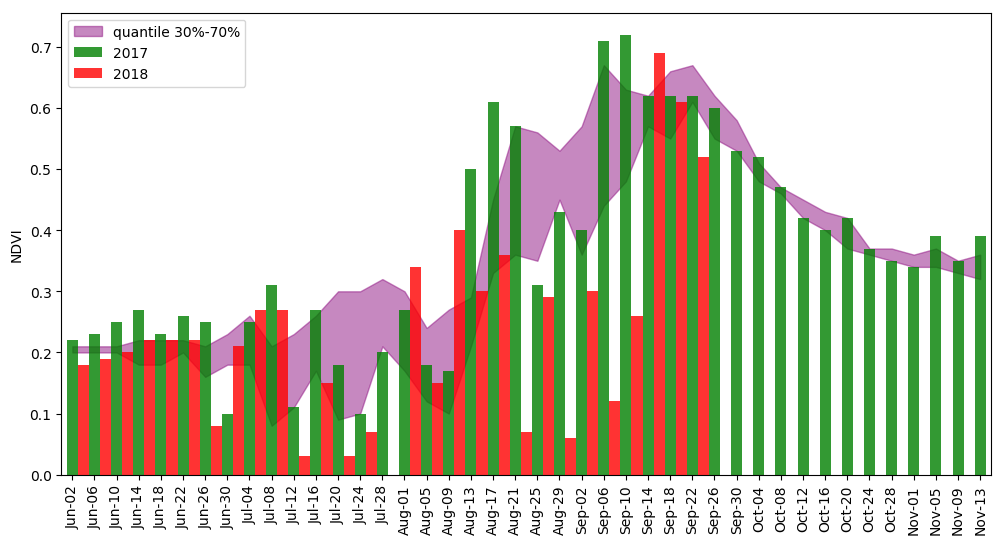 quantile 30%-70%
2017
2018
NDVI
0.7
0.6
0.5
0.4
0.3
0.2
0.1
0.0
Jun-02
Jun-06
Jun-10
Jun-14
Jun-18
Jun-22
Jun-26
Jun-30
Jul-04
Jul-08
Jul-12
Jul-16
Jul-20
Jul-24
Jul-28
Aug-01
Aug-05
Aug-09
Aug-13
Aug-17
Aug-21
Aug-25
Aug-29
Sep-02
Sep-06
Sep-10
Sep-14
Sep-18
Sep-22
Sep-26
Sep-30
Oct-04
Oct-08
Oct-12
Oct-16
Oct-20
Oct-24
Oct-28
Nov-01
Nov-05
Nov-09
Nov-13